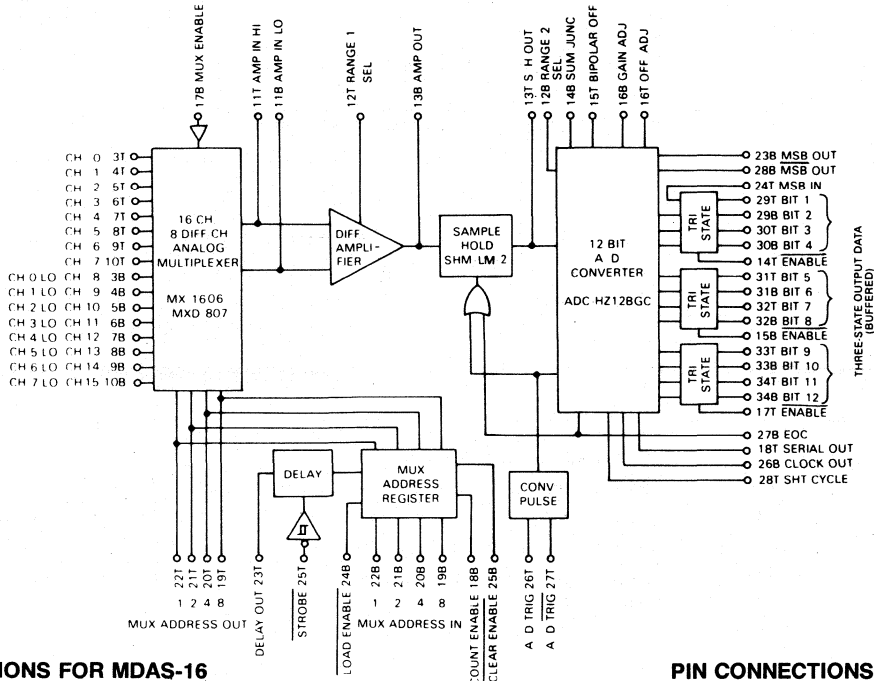 17B MUX ENABLE
11T AMP IN HI
11B AMP IN LO
12T RANGE 1
SEL
13B AMP OUT
13T S H OUT
12B RANGE 2
SEL
14B SUM JUNC
15T BIPOLAR OFF
16B GAIN ADJ
16T OFF ADJ
CH 0 3T
CH 1 4T
CH 2 5T
CH 3 6T
CH 4 7T
CH 5 8T
CH 6 9T
CH 7 10T
CH 0 LO CH 8 3B
CH 1 LO CH 9 4B
CH 2 LO CH 10 5B
CH 3 LO CH 11 6B
CH 4 LO CH 12 7B
CH 5 LO CH 13 8B
CH 6 LO CH 14 9B
CH 7 LO CH 15 10B
16 CH
8 DIFF CH
ANALOG
MULTIPLEXER
MX 1606
MXD 807
DIFF
AMPLI-
FIER
SAMPLE
HOLD
SHM LM 2
12 BIT
A D
CONVERTER
ADC HZ12BGC
TRI
STATE
TRI
STATE
TRI
STATE
23B MSB OUT
28B MSB OUT
24T MSB IN
29T BIT 1
29B BIT 2
30T BIT 3
30B BIT 4
14T ENABLE
31T BIT 5
31B BIT 6
32T BIT 7
32B BIT 8
15B ENABLE
33T BIT 9
33B BIT 10
34T BIT 11
34B BIT 12
17T ENABLE
THREE-STATE OUTPUT DATA
(BUFFERED)
27B EOC
18T SERIAL OUT
26B CLOCK OUT
28T SHT CYCLE
DELAY
MUX
ADDRESS
REGISTER
CONV
PULSE
22T
21T
20T
19T
1 2 4 8
MUX ADDRESS OUT
DELAY OUT 23T
STROBE 25T
LOAD ENABLE 24B
22B
21B
20B
19B
1 2 4 8
MUX ADDRESS IN
COUNT ENABLE 18B
CLEAR ENABLE 25B
A D TRIG 26T
A D TRIG 27T
IONS FOR MDAS-16
PIN CONNECTIONS